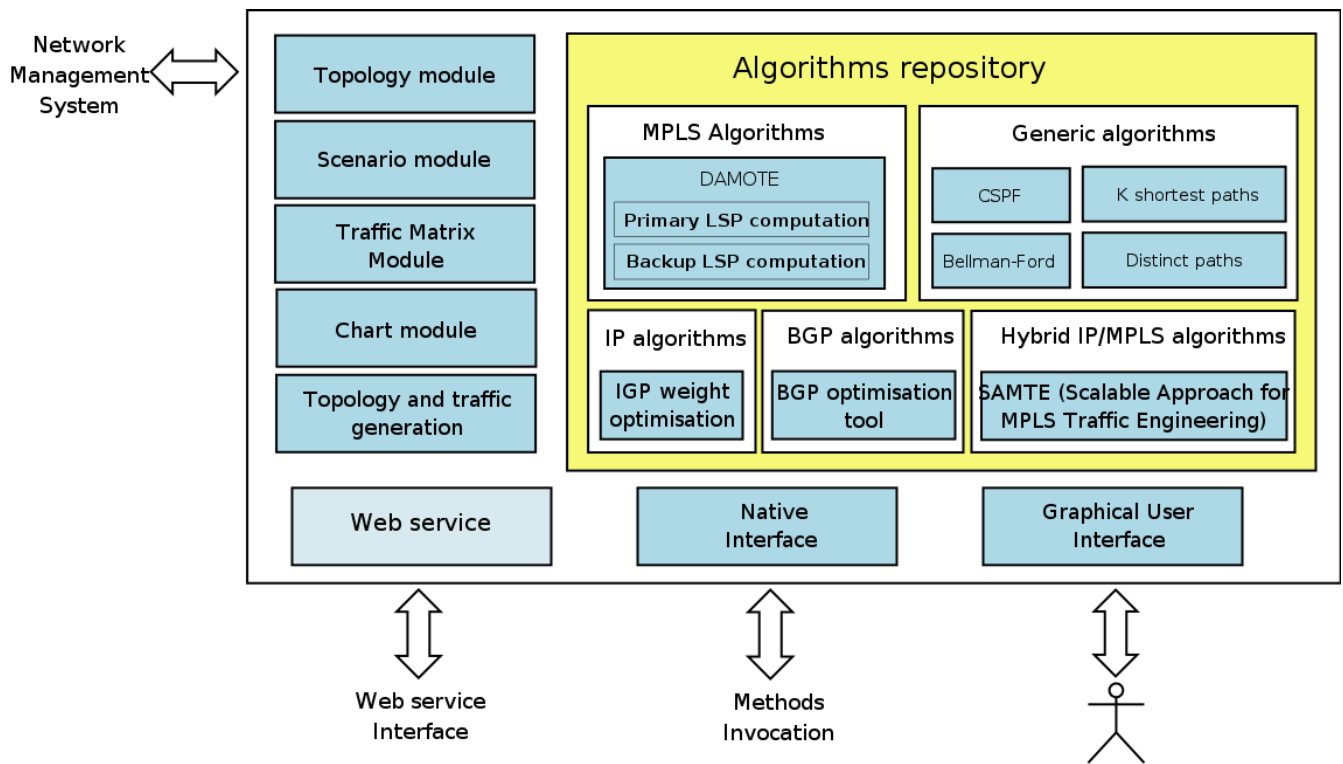 Network
Management
System
Topology module
Scenario module
Traffic Matrix
Module
Chart module
Topology and traffic
generation
Algorithms repository
MPLS Algorithms
DAMOTE
Primary LSP computation
Backup LSP computation
Generic algorithms
CSPF
K shortest paths
Bellman-Ford
Distinct paths
IP algorithms
IGP weight
optimisation
BGP algorithms
BGP optimisation
tool
Hybrid IP/MPLS algorithms
SAMTE (Scalable Approach for
MPLS Traffic Engineering)
Web service
Native
Interface
Graphical User
Interface
Web service
Interface
Methods
Invocation